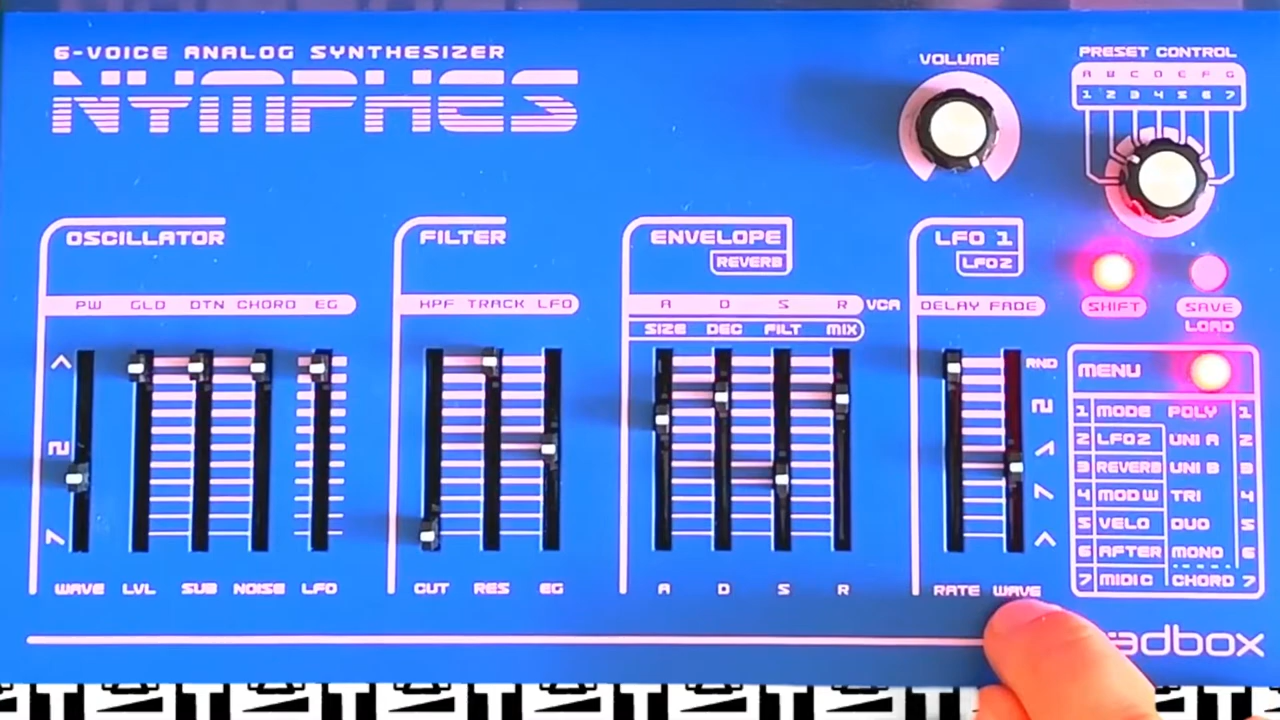 6-VOICE ANALOG SYNTHESIZER
NYMPHES
VOLUME
PRESET CONTROL
A B C D E F G
1 2 3 4 5 6 7
OSCILLATOR
FILTER
ENVELOPE
REVERB
LFO 1
LFO2
PW GLD DTN CHORD EG
HPF TRACK LFO
A D S R VCA
SIZE DEC FILT MIX
DELAY FADE
SHIFT
SAVE
LOAD
RND
MENU
1 MODE POLY 1
2 LFO2 UNI A 2
3 REVERB UNI B 3
4 MOD W TRI 4
5 VELO DUO 5
6 AFTER MONO 6
7 MIDI C CHORD 7
WAVE LVL SUB NOISE LFO
CUT RES EG
A D S R
RATE WAVE
adbox